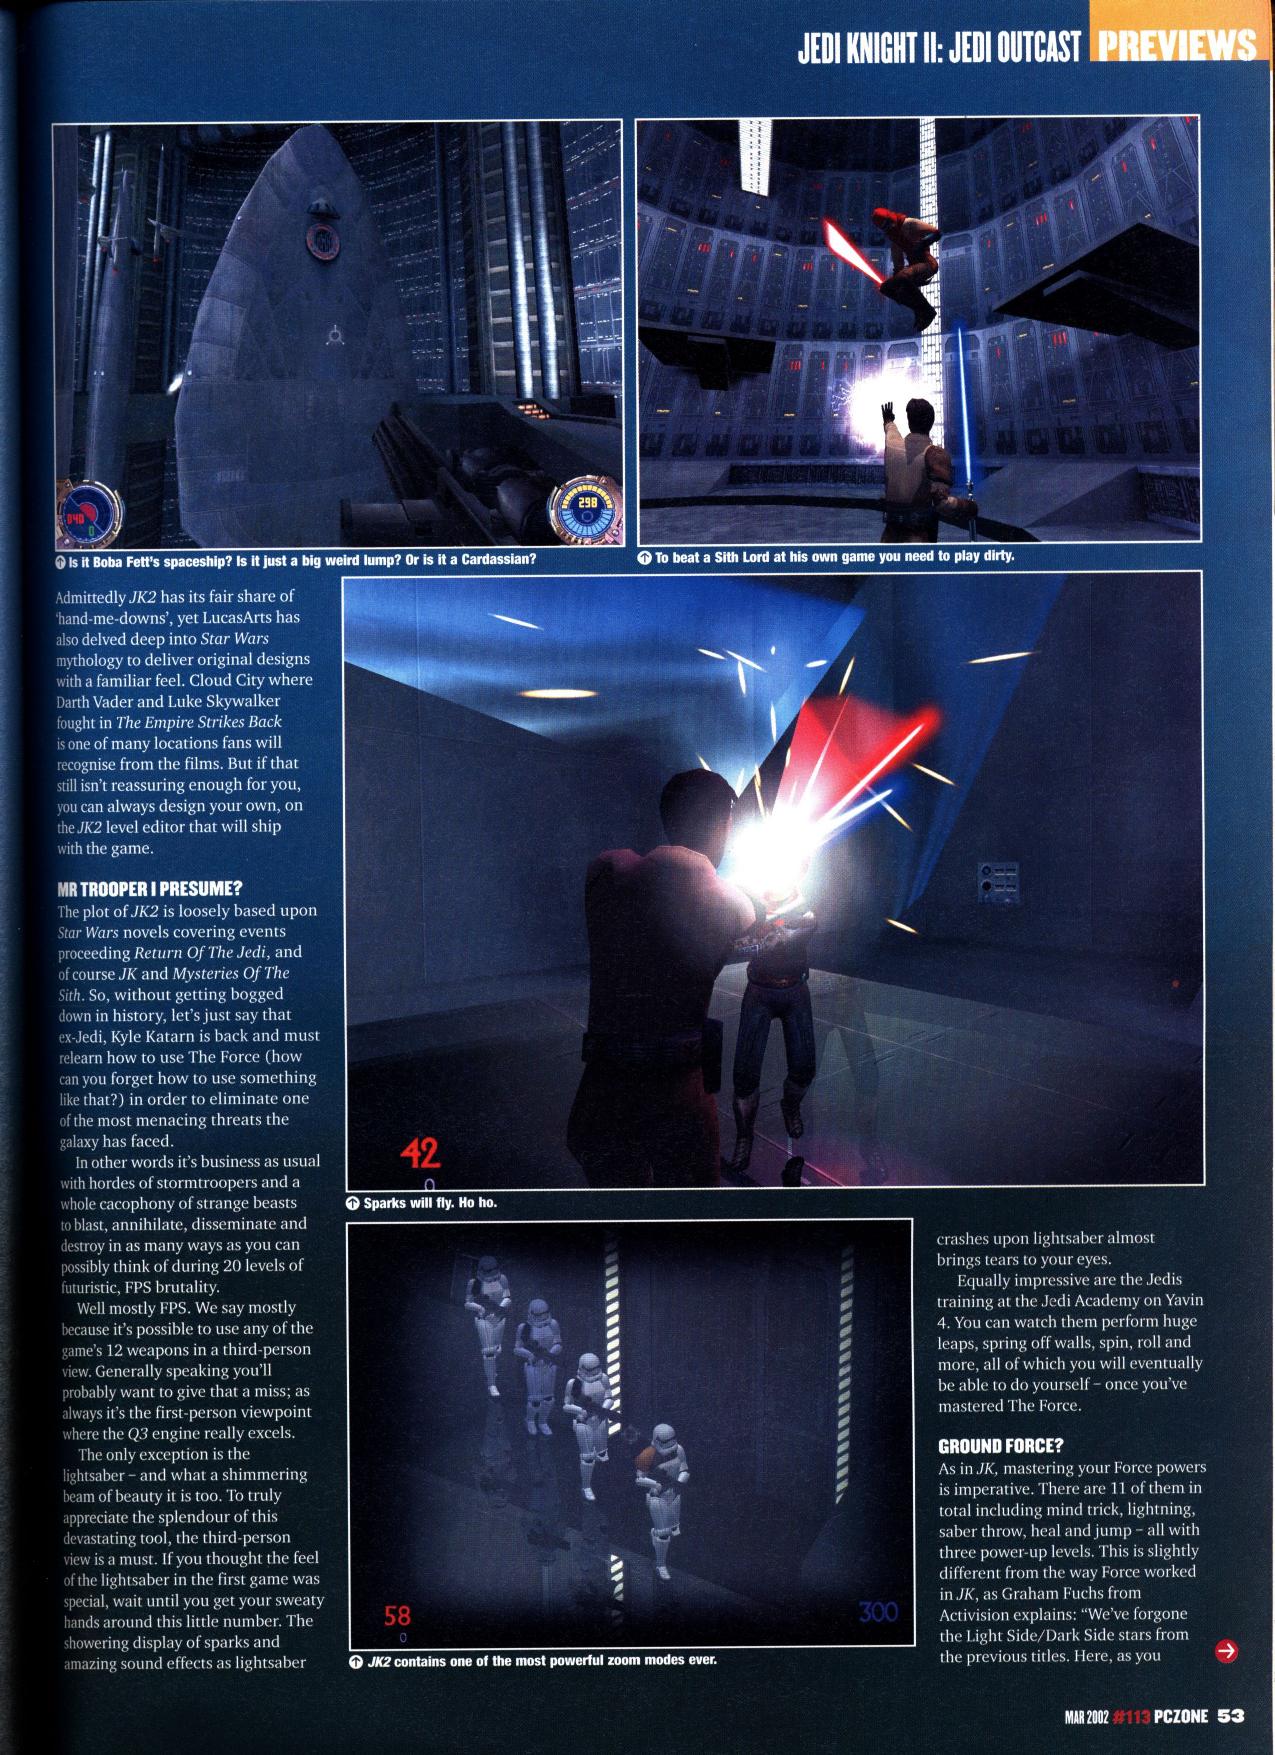 JEDI KNIGHT II: JEDI OUTCAST PREVIEWS
040
0
298
Is it Boba Fett's spaceship? Is it just a big weird lump? Or is it a Cardassian?
To beat a Sith Lord at his own game you need to play dirty.
Admittedly JK2 has its fair share of
'hand-me-downs', yet LucasArts has
also delved deep into Star Wars
mythology to deliver original designs
with a familiar feel. Cloud City where
Darth Vader and Luke Skywalker
fought in The Empire Strikes Back
is one of many locations fans will
recognise from the films. But if that
still isn't reassuring enough for you,
you can always design your own, on
the JK2 level editor that will ship
with the game.
MR TROOPER I PRESUME?
The plot of JK2 is loosely based upon
Star Wars novels covering events
proceeding Return Of The Jedi, and
of course JK and Mysteries Of The
Sith. So, without getting bogged
down in history, let's just say that
ex-Jedi, Kyle Katarn is back and must
relearn how to use The Force (how
can you forget how to use something
like that?) in order to eliminate one
of the most menacing threats the
galaxy has faced.
In other words it's business as usual
with hordes of stormtroopers and a
whole cacophony of strange beasts
to blast, annihilate, disseminate and
destroy in as many ways as you can
possibly think of during 20 levels of
futuristic, FPS brutality.
Well mostly FPS. We say mostly
because it's possible to use any of the
game's 12 weapons in a third-person
view. Generally speaking you'll
probably want to give that a miss; as
always it's the first-person viewpoint
where the Q3 engine really excels.
The only exception is the
lightsaber – and what a shimmering
beam of beauty it is too. To truly
appreciate the splendour of this
devastating tool, the third-person
view is a must. If you thought the feel
of the lightsaber in the first game was
special, wait until you get your sweaty
hands around this little number. The
showering display of sparks and
amazing sound effects as lightsaber
42
0
Sparks will fly. Ho ho.
58
0
300
JK2 contains one of the most powerful zoom modes ever.
crashes upon lightsaber almost
brings tears to your eyes.
Equally impressive are the Jedis
training at the Jedi Academy on Yavin
4. You can watch them perform huge
leaps, spring off walls, spin, roll and
more, all of which you will eventually
be able to do yourself – once you've
mastered The Force.
GROUND FORCE?
As in JK, mastering your Force powers
is imperative. There are 11 of them in
total including mind trick, lightning,
saber throw, heal and jump – all with
three power-up levels. This is slightly
different from the way Force worked
in JK, as Graham Fuchs from
Activision explains: "We've forgone
the Light Side/Dark Side stars from
the previous titles. Here, as you
MAR 2002 #113 PCZONE 53